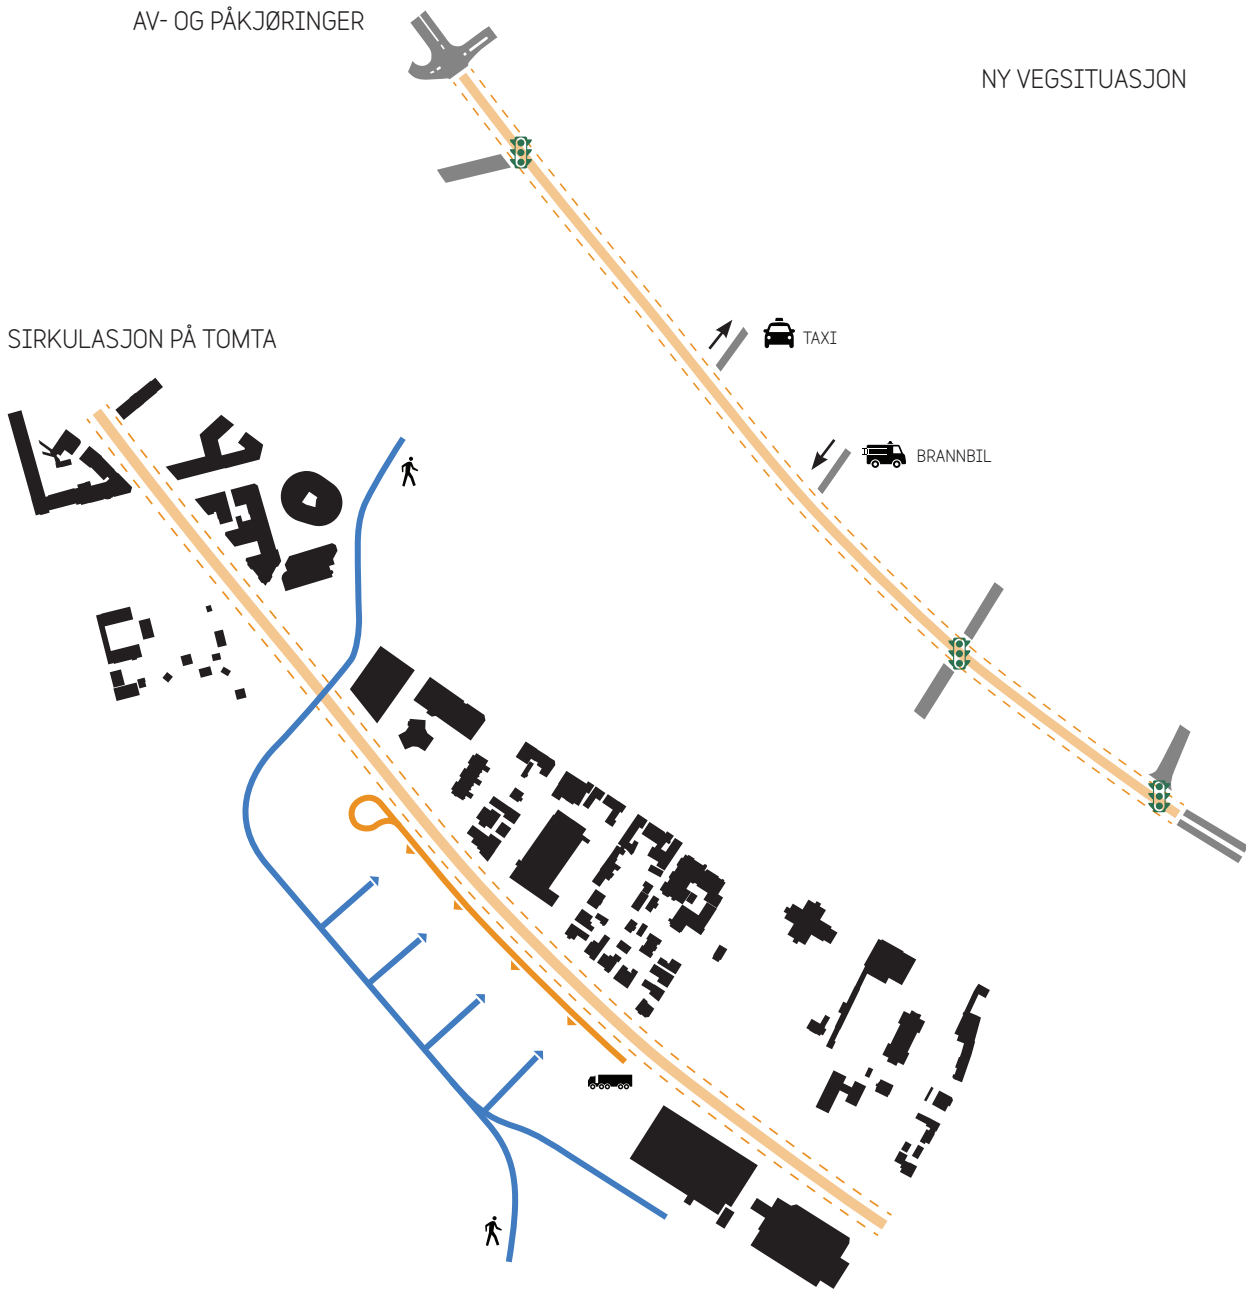 AV- OG PÅKJØRINGER
NY VEGSITUASJON
SIRKULASJON PÅ TOMTA
TAXI
BRANNBIL